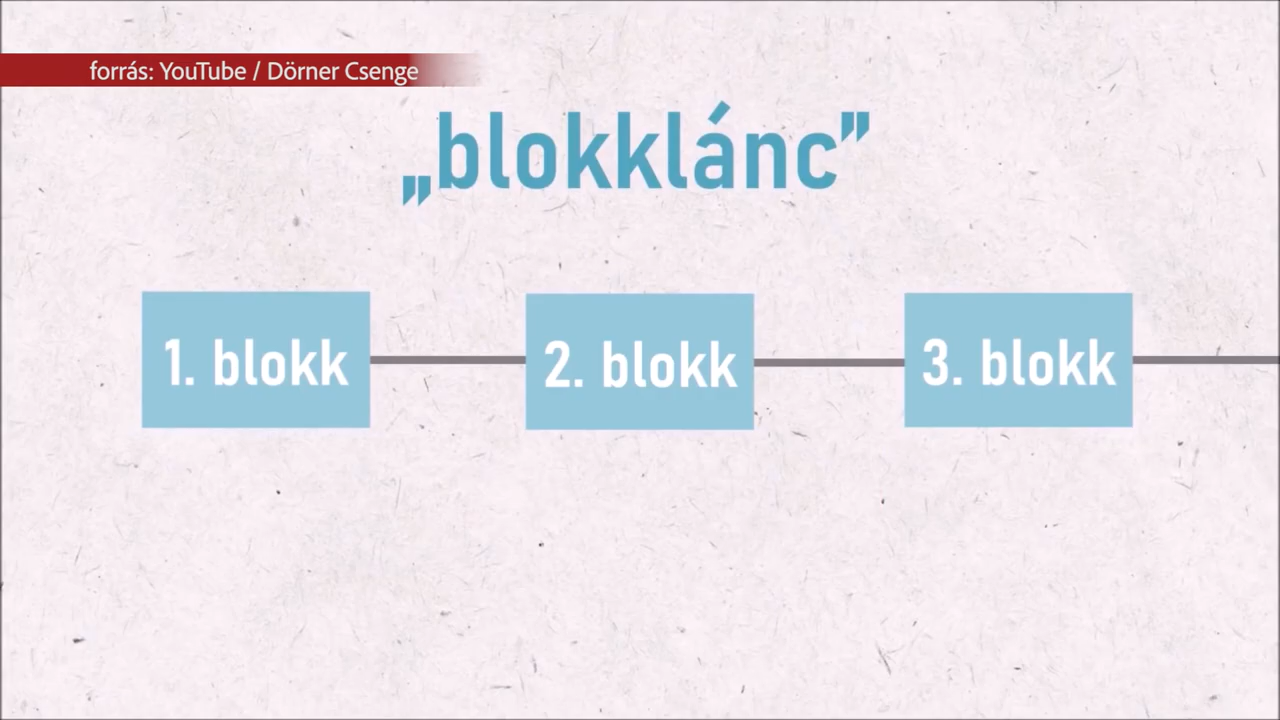 forrás: YouTube / Dörner Csenge
„blokklánc”
1. blokk
2. blokk
3. blokk